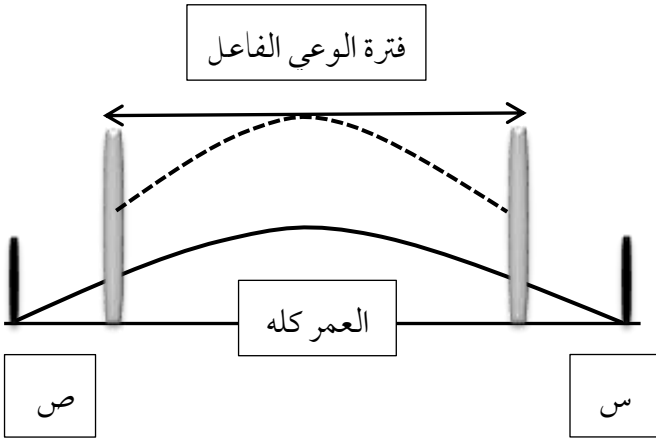 فترة الوعي الفاعل
العمر كله
س
ص